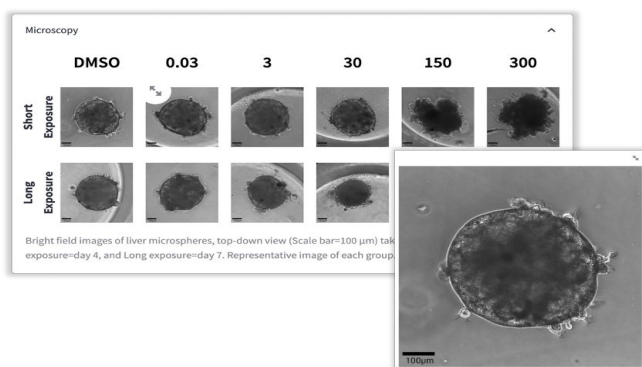 Microscopy
DMSO 0.03 3 30 150 300
Short
Exposure
Long
Exposure
Bright field images of liver microspheres, top-down view (Scale bar=100 μm) tak
exposure=day 4, and Long exposure=day 7. Representative image of each group.
100μm